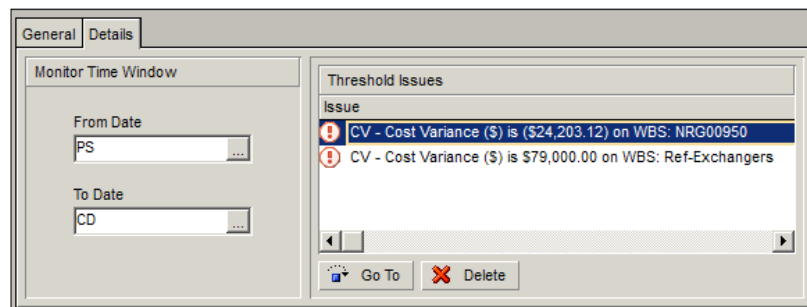 General Details
Monitor Time Window
From Date
PS ...
To Date
CD ...
Threshold Issues
Issue
CV - Cost Variance ($) is ($24,203.12) on WBS: NRG00950
CV - Cost Variance ($) is $79,000.00 on WBS: Ref-Exchangers
Go To Delete